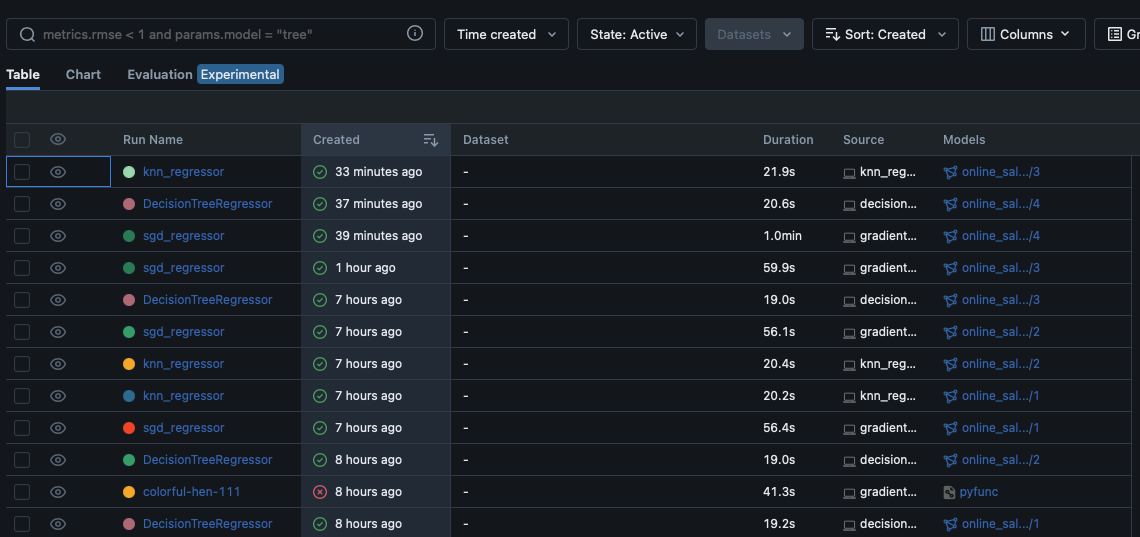 metrics.rmse < 1 and params.model = "tree" Time created State: Active Datasets Sort: Created Columns Gr
Table Chart Evaluation Experimental
Run Name Created Dataset Duration Source Models
knn_regressor 33 minutes ago - 21.9s knn_reg... online_sal.../3
DecisionTreeRegressor 37 minutes ago - 20.6s decision... online_sal.../4
sgd_regressor 39 minutes ago - 1.0min gradient... online_sal.../4
sgd_regressor 1 hour ago - 59.9s gradient... online_sal.../3
DecisionTreeRegressor 7 hours ago - 19.0s decision... online_sal.../3
sgd_regressor 7 hours ago - 56.1s gradient... online_sal.../2
knn_regressor 7 hours ago - 20.4s knn_reg... online_sal.../2
knn_regressor 7 hours ago - 20.2s knn_reg... online_sal.../1
sgd_regressor 7 hours ago - 56.4s gradient... online_sal.../1
DecisionTreeRegressor 8 hours ago - 19.0s decision... online_sal.../2
colorful-hen-111 8 hours ago - 41.3s gradient... pyfunc
DecisionTreeRegressor 8 hours ago - 19.2s decision... online_sal.../1